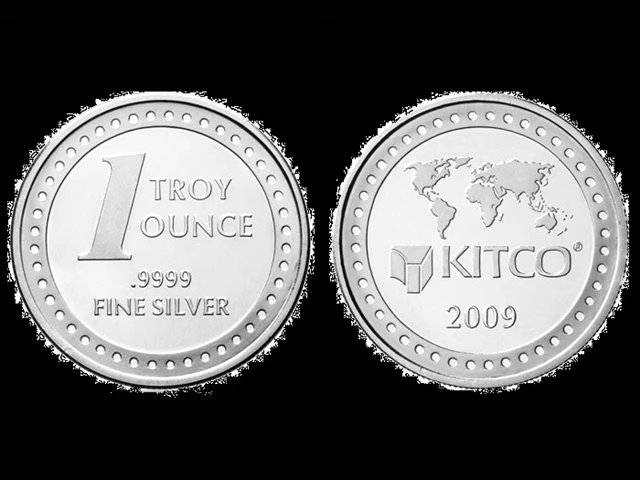 1 TROY
OUNCE
.9999
FINE SILVER
KITCO®
2009